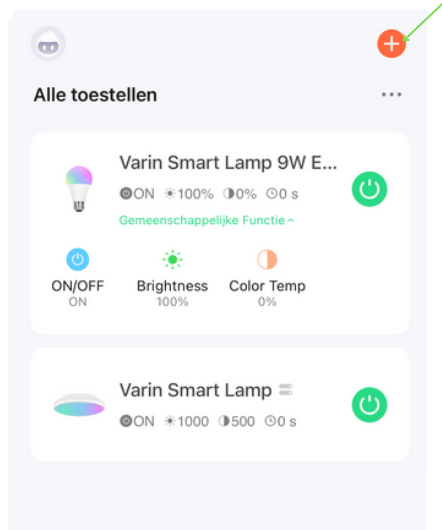 Alle toestellen
Varin Smart Lamp 9W E...
ON 100% 0% 0 s
Gemeenschappelijke Functie
ON/OFF Brightness Color Temp
ON 100% 0%
Varin Smart Lamp
ON 1000 500 0 s